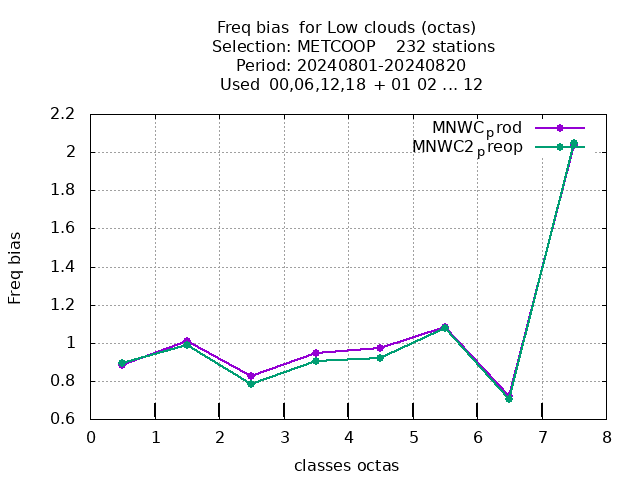 Freq bias  for Low clouds (octas)
Selection: METCOOP    232 stations
Period: 20240801-20240820
Used  00,06,12,18  + 01 02 ... 12
MNWCprod
MNWC2preop
2.2
2
1.8
1.6
1.4
1.2
1
0.8
0.6
Freq bias
0 1 2 3 4 5 6 7 8
classes octas